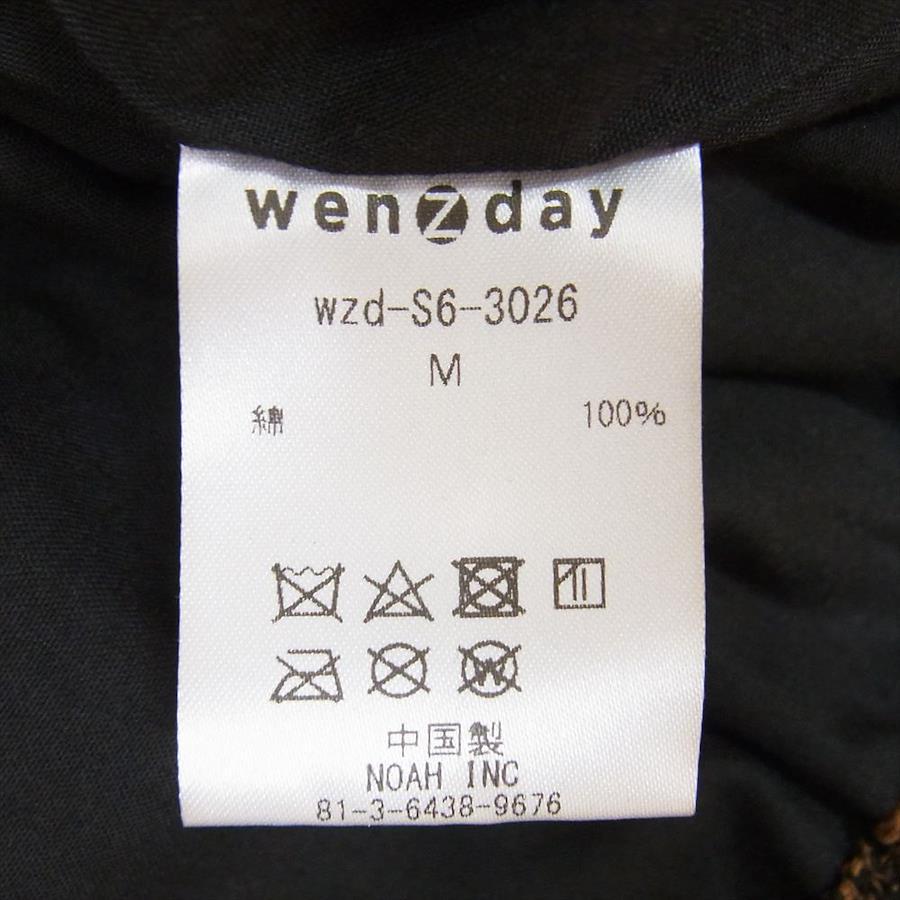 wenzday
wzd-S6-3026
M
綿 100%
W
中国製
NOAH INC
81-3-6438-9676